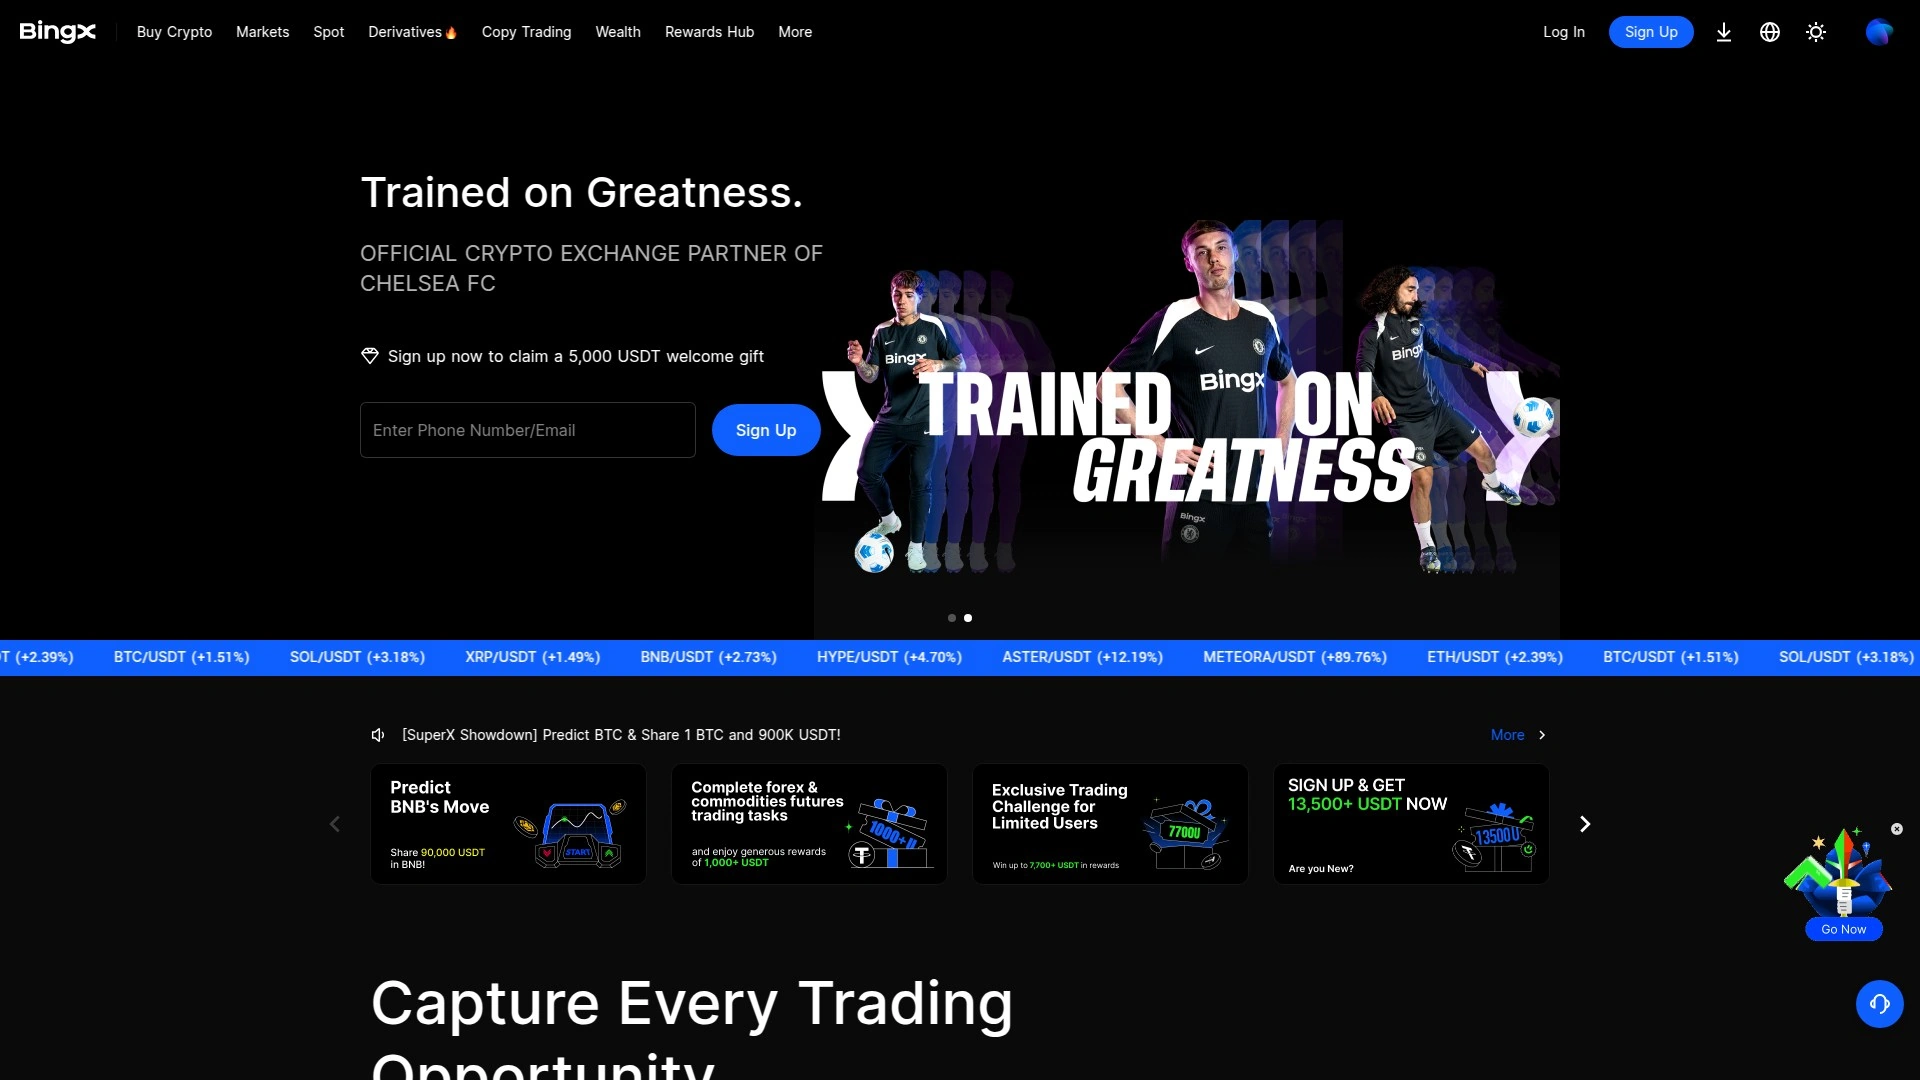 BingX
Buy Crypto
Markets
Spot
Derivatives🔥
Copy Trading
Wealth
Rewards Hub
More
Log In
Sign Up
Trained on Greatness.
OFFICIAL CRYPTO EXCHANGE PARTNER OF
CHELSEA FC
Sign up now to claim a 5,000 USDT welcome gift
Enter Phone Number/Email
Sign Up
BingX
BingX
BingX
TRAINED ON
GREATNESS
BingX
T (+2.39%)
BTC/USDT (+1.51%)
SOL/USDT (+3.18%)
XRP/USDT (+1.49%)
BNB/USDT (+2.73%)
HYPE/USDT (+4.70%)
ASTER/USDT (+12.19%)
METEORA/USDT (+89.76%)
ETH/USDT (+2.39%)
BTC/USDT (+1.51%)
SOL/USDT (+3.18%)
[SuperX Showdown] Predict BTC & Share 1 BTC and 900K USDT!
More
Predict
BNB's Move
Share 90,000 USDT
in BNB!
START
Complete forex &
commodities futures
trading tasks
and enjoy generous rewards
of 1,000+ USDT
1000+U
Exclusive Trading
Challenge for
Limited Users
Win up to 7,700+ USDT in rewards
7700U
SIGN UP & GET
13,500+ USDT NOW
Are you New?
13500U
Go Now
Capture Every Trading
Opportunity